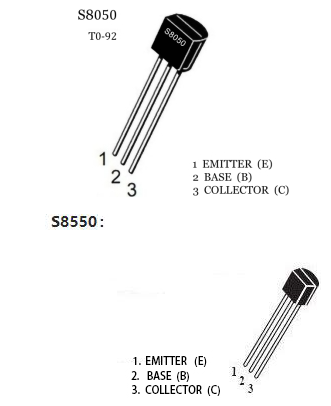 S8050
T0-92
S8050
1
2
3
1 EMITTER (E)
2 BASE (B)
3 COLLECTOR (C)
S8550:
1
2
3
1. EMITTER (E)
2. BASE (B)
3. COLLECTOR (C)